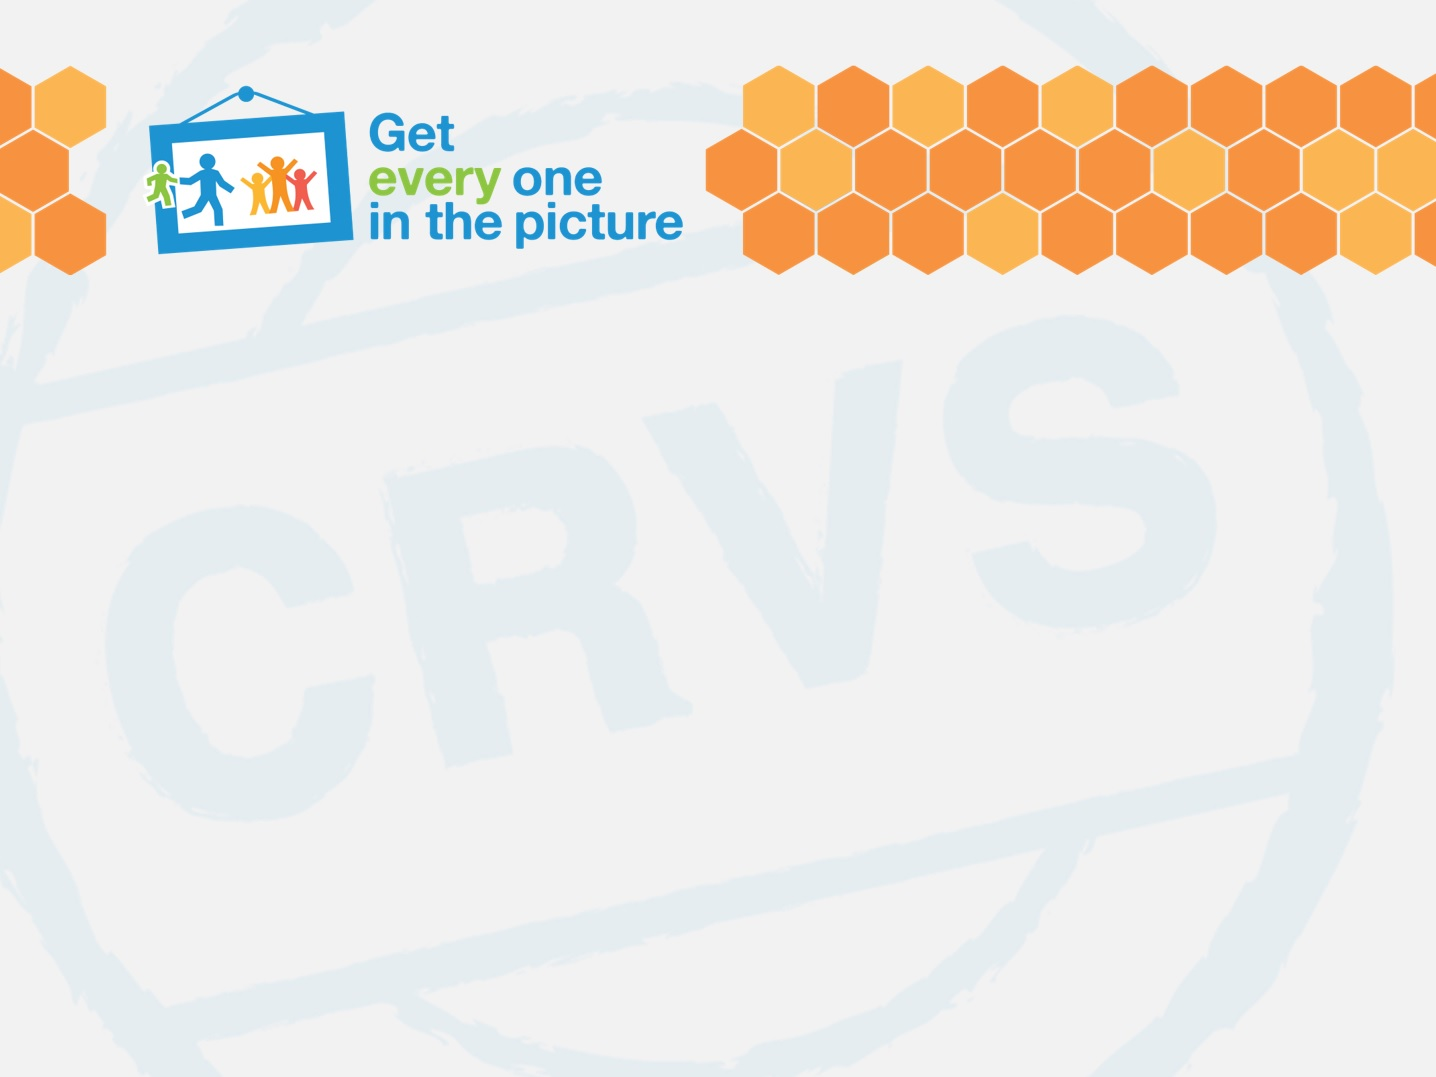 Get
every one
in the picture
CRVS